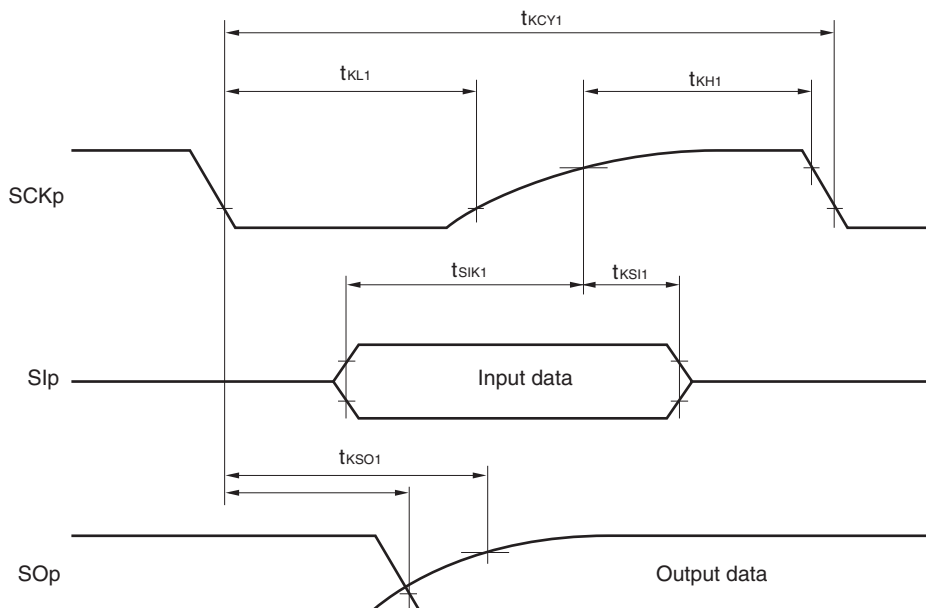 tKCY1
tKL1
tKH1
SCKp
tSIK1
tKSI1
SIp
Input data
tKSO1
SOp
Output data